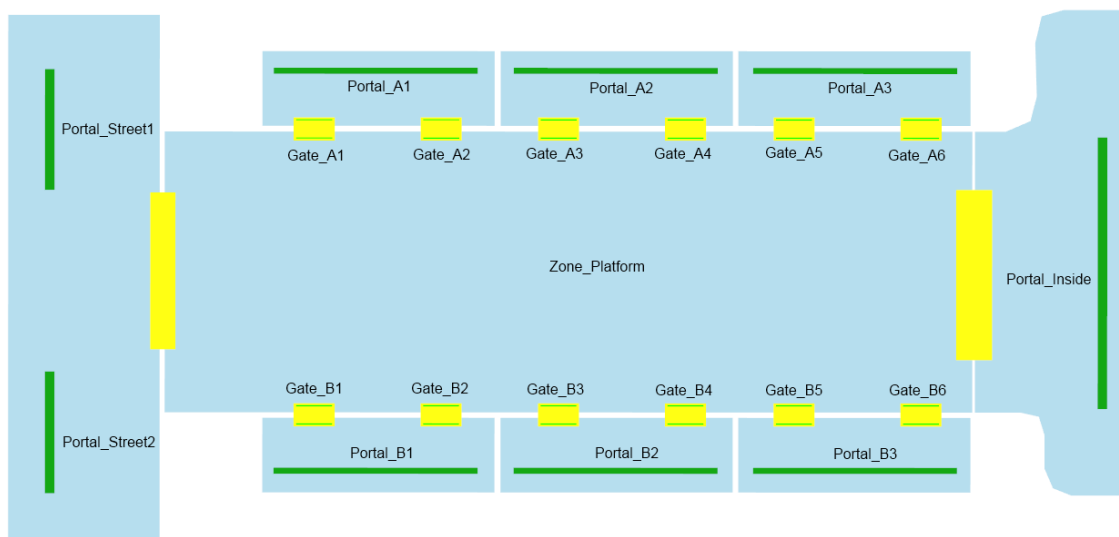 Portal_A1
Portal_A2
Portal_A3
Portal_Street1
Gate_A1
Gate_A2
Gate_A3
Gate_A4
Gate_A5
Gate_A6
Zone_Platform
Portal_Inside
Gate_B1
Gate_B2
Gate_B3
Gate_B4
Gate_B5
Gate_B6
Portal_Street2
Portal_B1
Portal_B2
Portal_B3